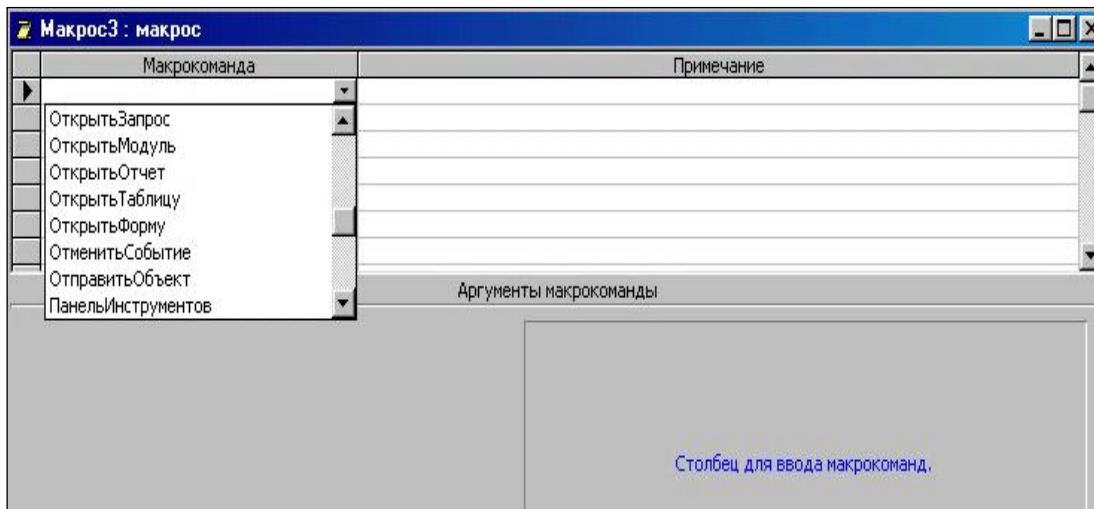 Макрос3 : макрос
Макрокоманда Примечание
ОткрытьЗапрос
ОткрытьМодуль
ОткрытьОтчет
ОткрытьТаблицу
ОткрытьФорму
ОтменитьСобытие
ОтправитьОбъект
ПанельИнструментов
Аргументы макрокоманды
Столбец для ввода макрокоманд.